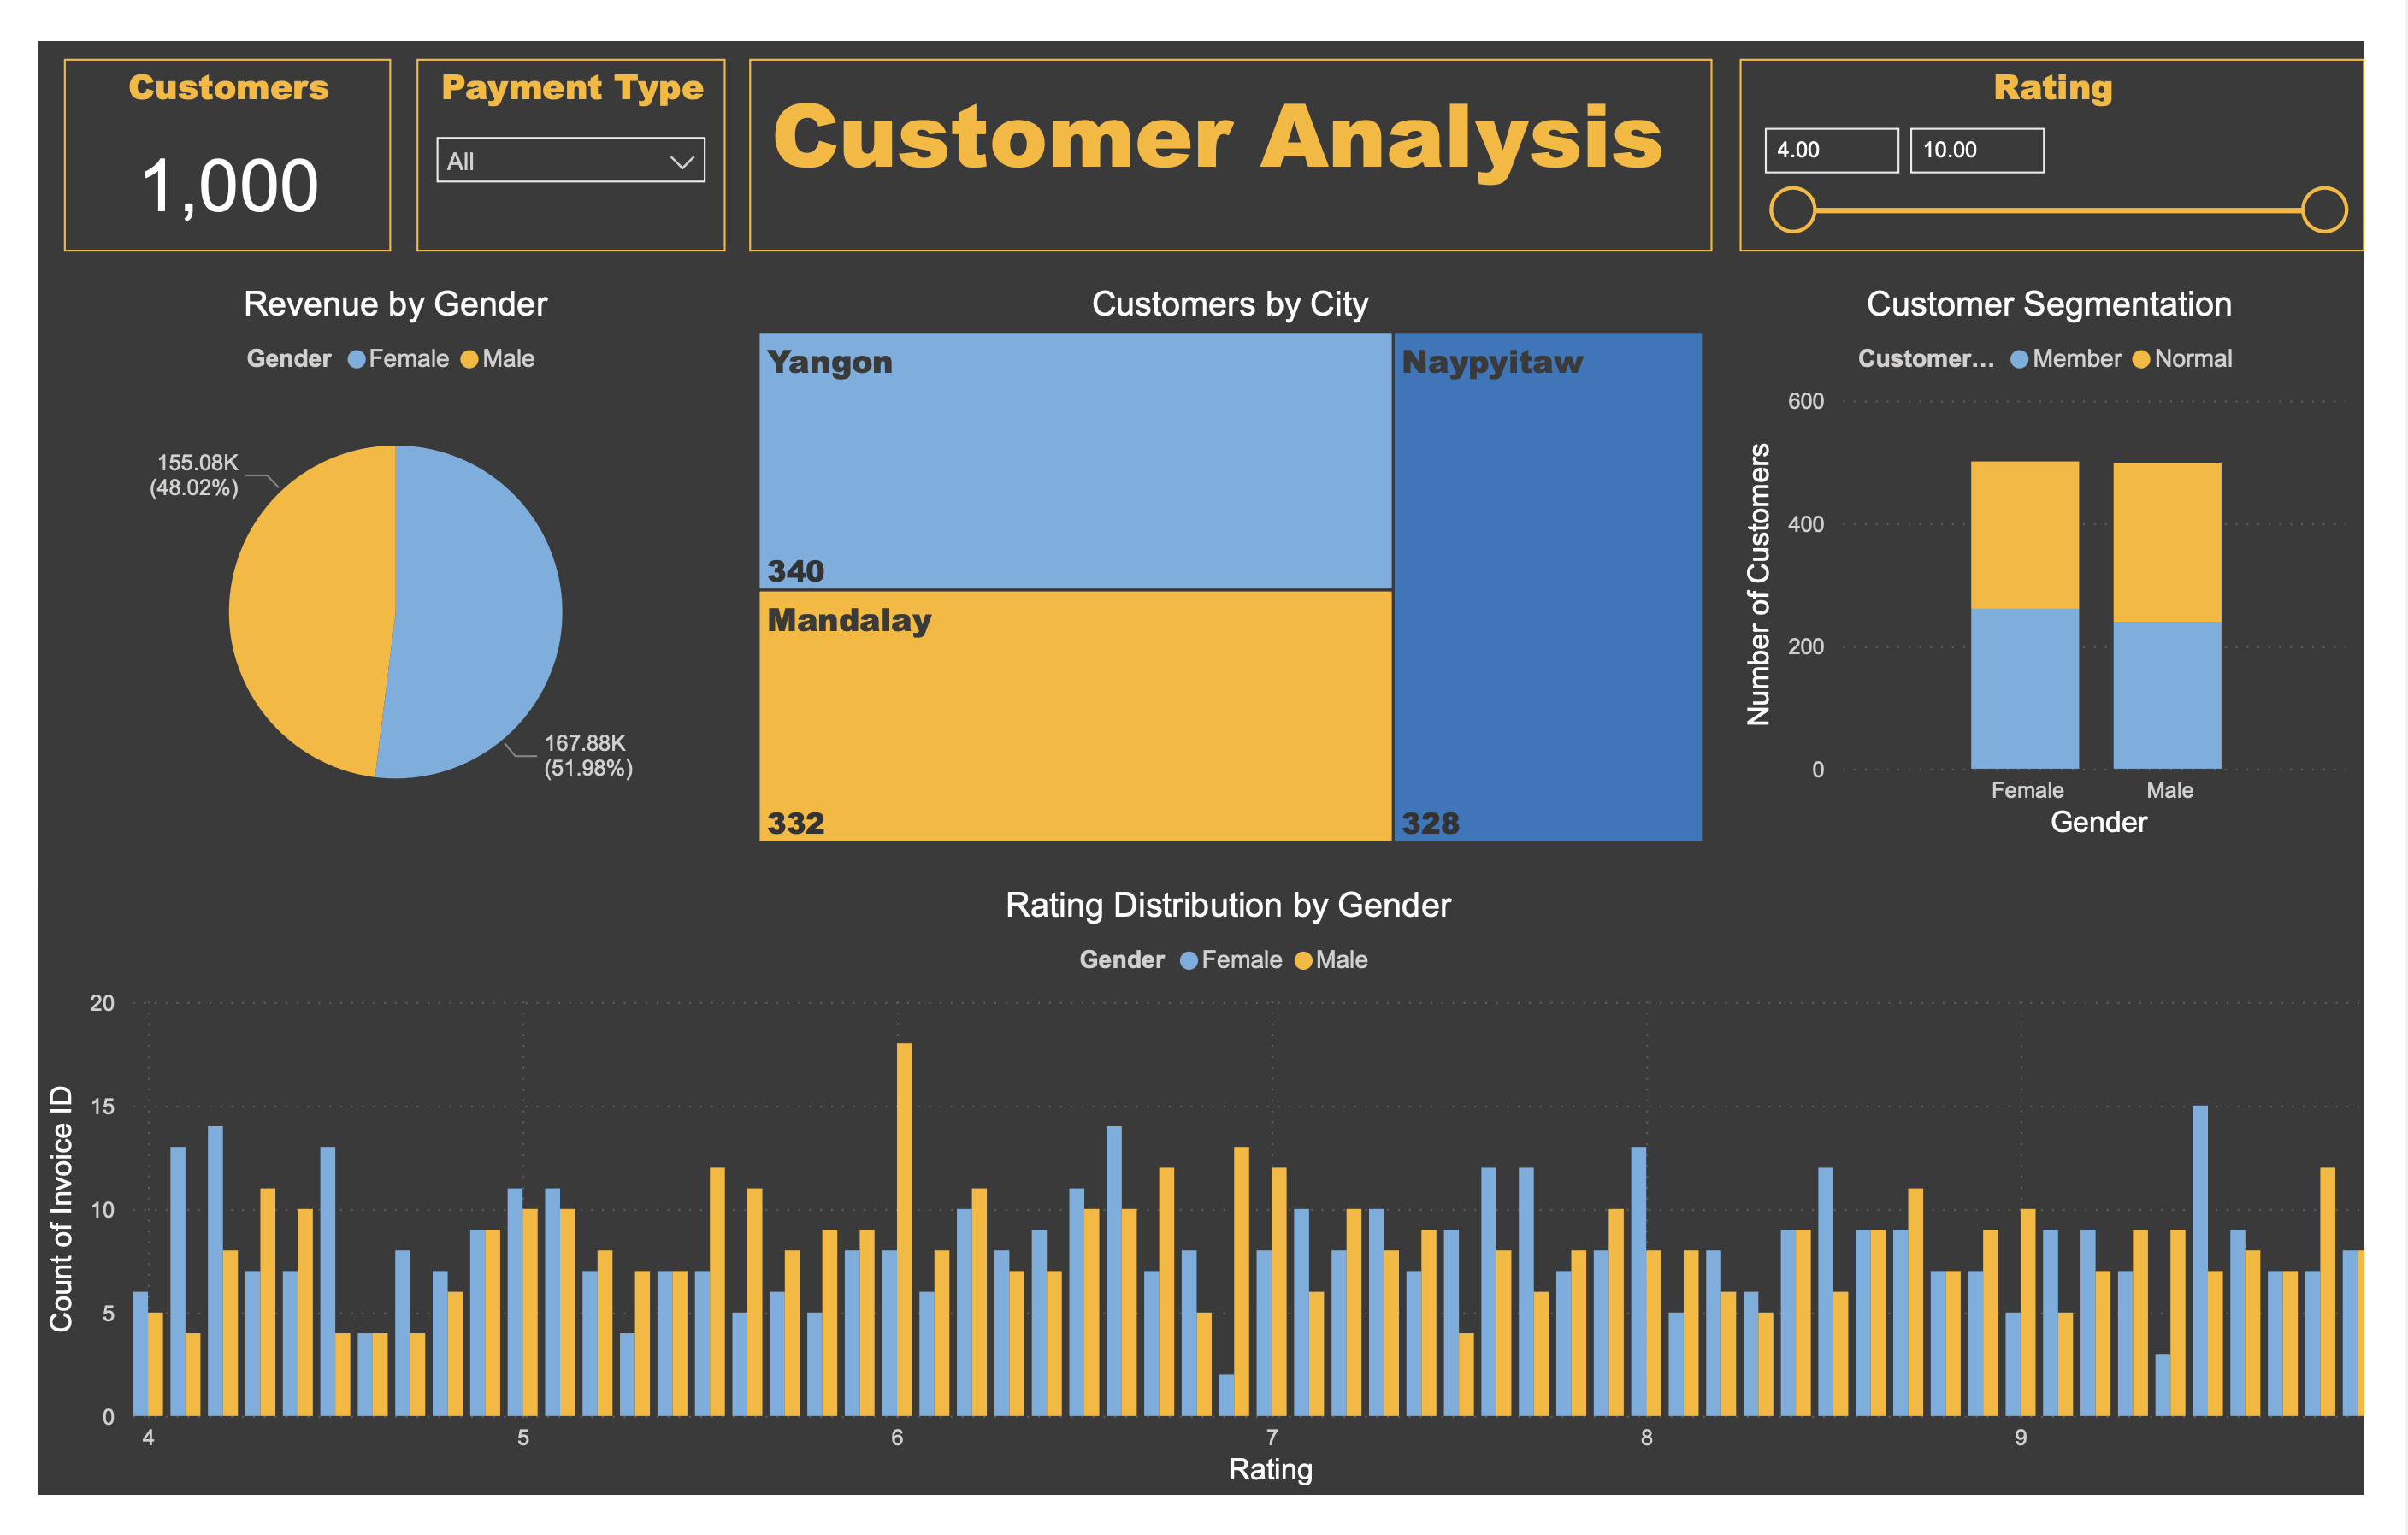 Customers
1,000
Payment Type
All
Customer Analysis
Rating
4.00
10.00
Revenue by Gender
Gender Female Male
155.08K
(48.02%)
167.88K
(51.98%)
Customers by City
Yangon
340
Mandalay
332
Naypyitaw
328
Customer Segmentation
Customer... Member Normal
Number of Customers
600
400
200
0
Female Male
Gender
Rating Distribution by Gender
Gender Female Male
Count of Invoice ID
20
15
10
5
0
4 5 6 7 8 9
Rating